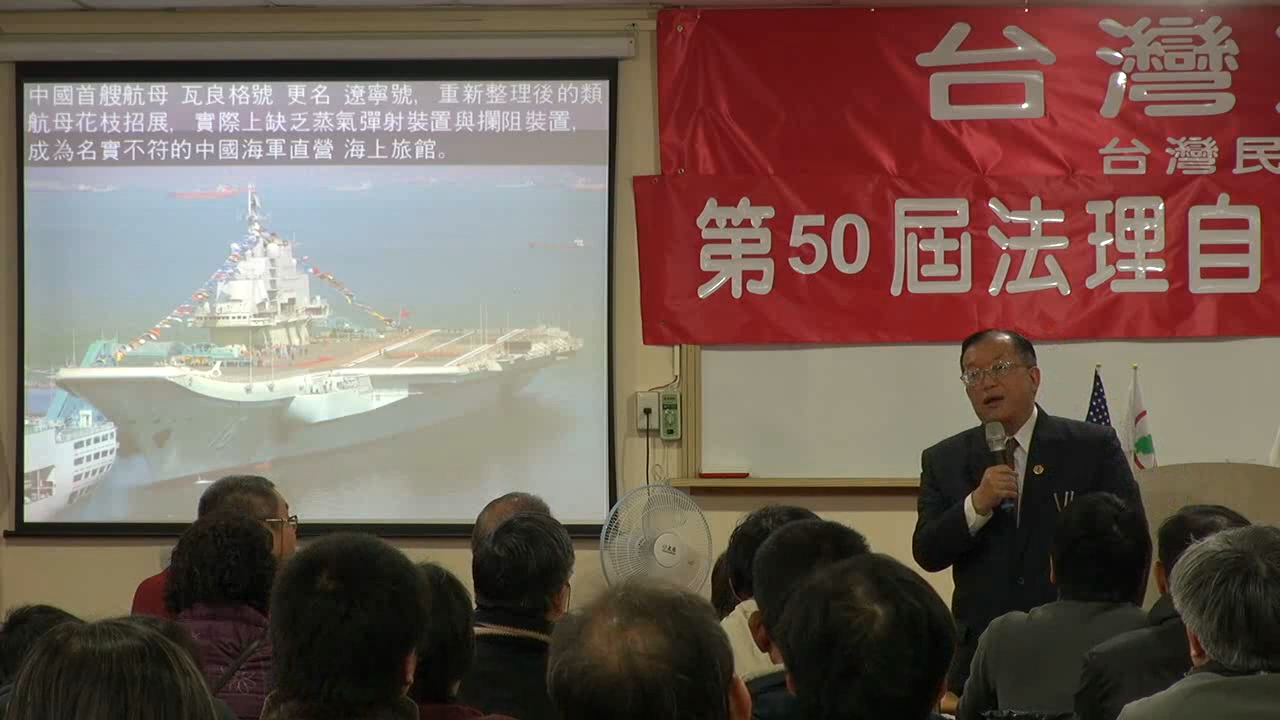 中國首艘航母 瓦良格號 更名 遼寧號, 重新整理後的類
航母花枝招展, 實際上缺乏蒸氣彈射裝置與攔阻裝置,
成為名實不符的中國海軍直營 海上旅館。
台灣
台灣民
第50屆法理自